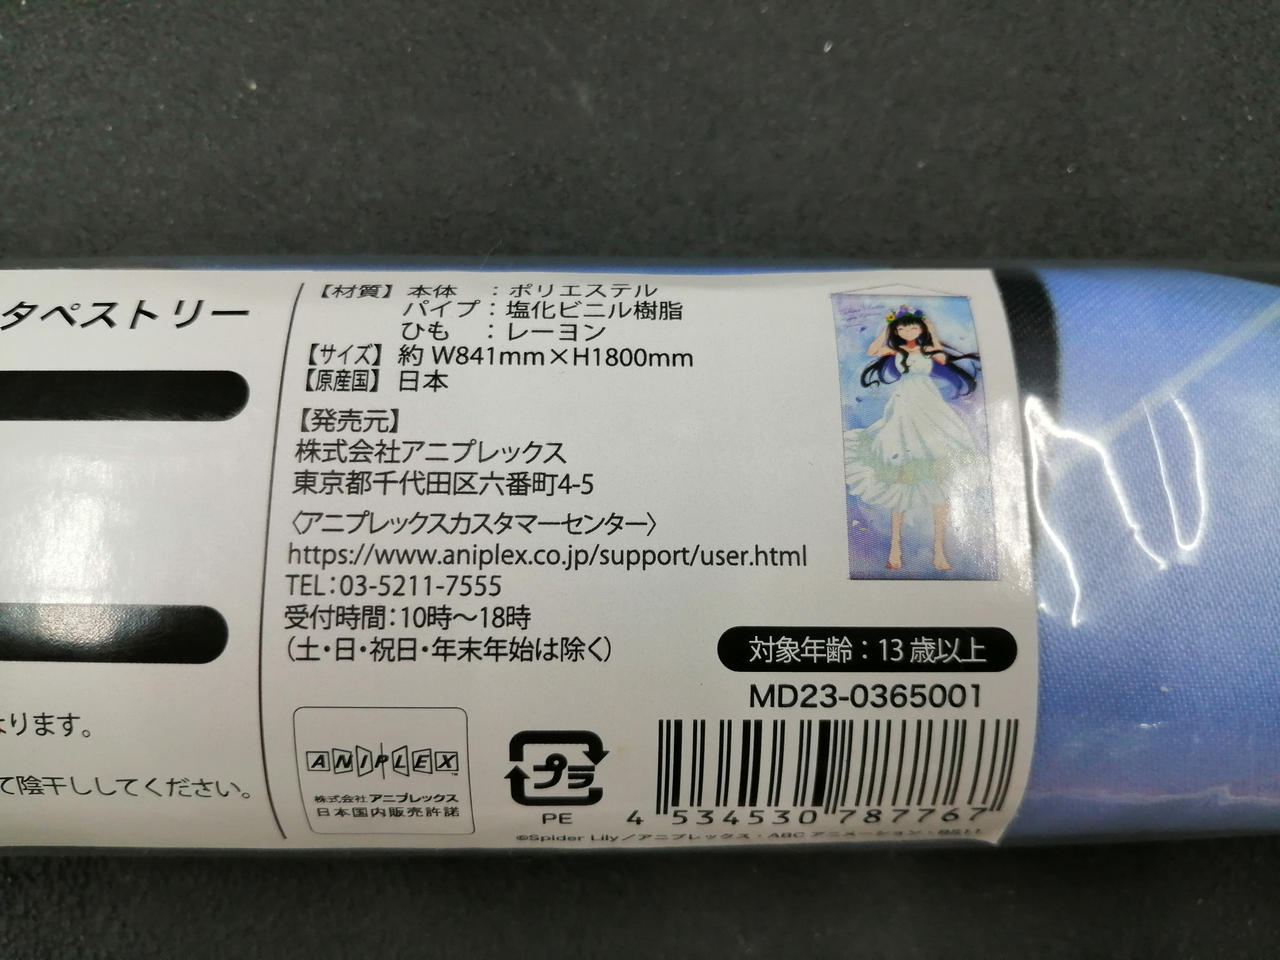 タペストリー
ります。
て陰干ししてください。
【材質】本体 : ポリエステル
パイプ : 塩化ビニル樹脂
ひも : レーヨン
【サイズ】約 W841mm×H1800mm
【原産国】日本
【発売元】
株式会社アニプレックス
東京都千代田区六番町4-5
〈アニプレックスカスタマーセンター〉
https://www.aniplex.co.jp/support/user.html
TEL:03-5211-7555
受付時間:10時〜18時
(土・日・祝日・年末年始は除く)
対象年齢:13歳以上
MD23-0365001
ANIPLEX™
株式会社アニプレックス
日本国内販売許諾
プラ
PE
4 534530 787767
©Spider Lily/アニプレックス・ABCアニメーション・BS11